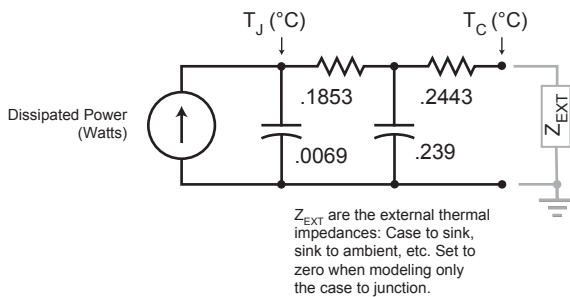 T_J (°C)
T_C (°C)
Dissipated Power
(Watts)
.1853
.2443
.0069
.239
Z_EXT
Z_EXT are the external thermal
impedances: Case to sink,
sink to ambient, etc. Set to
zero when modeling only
the case to junction.